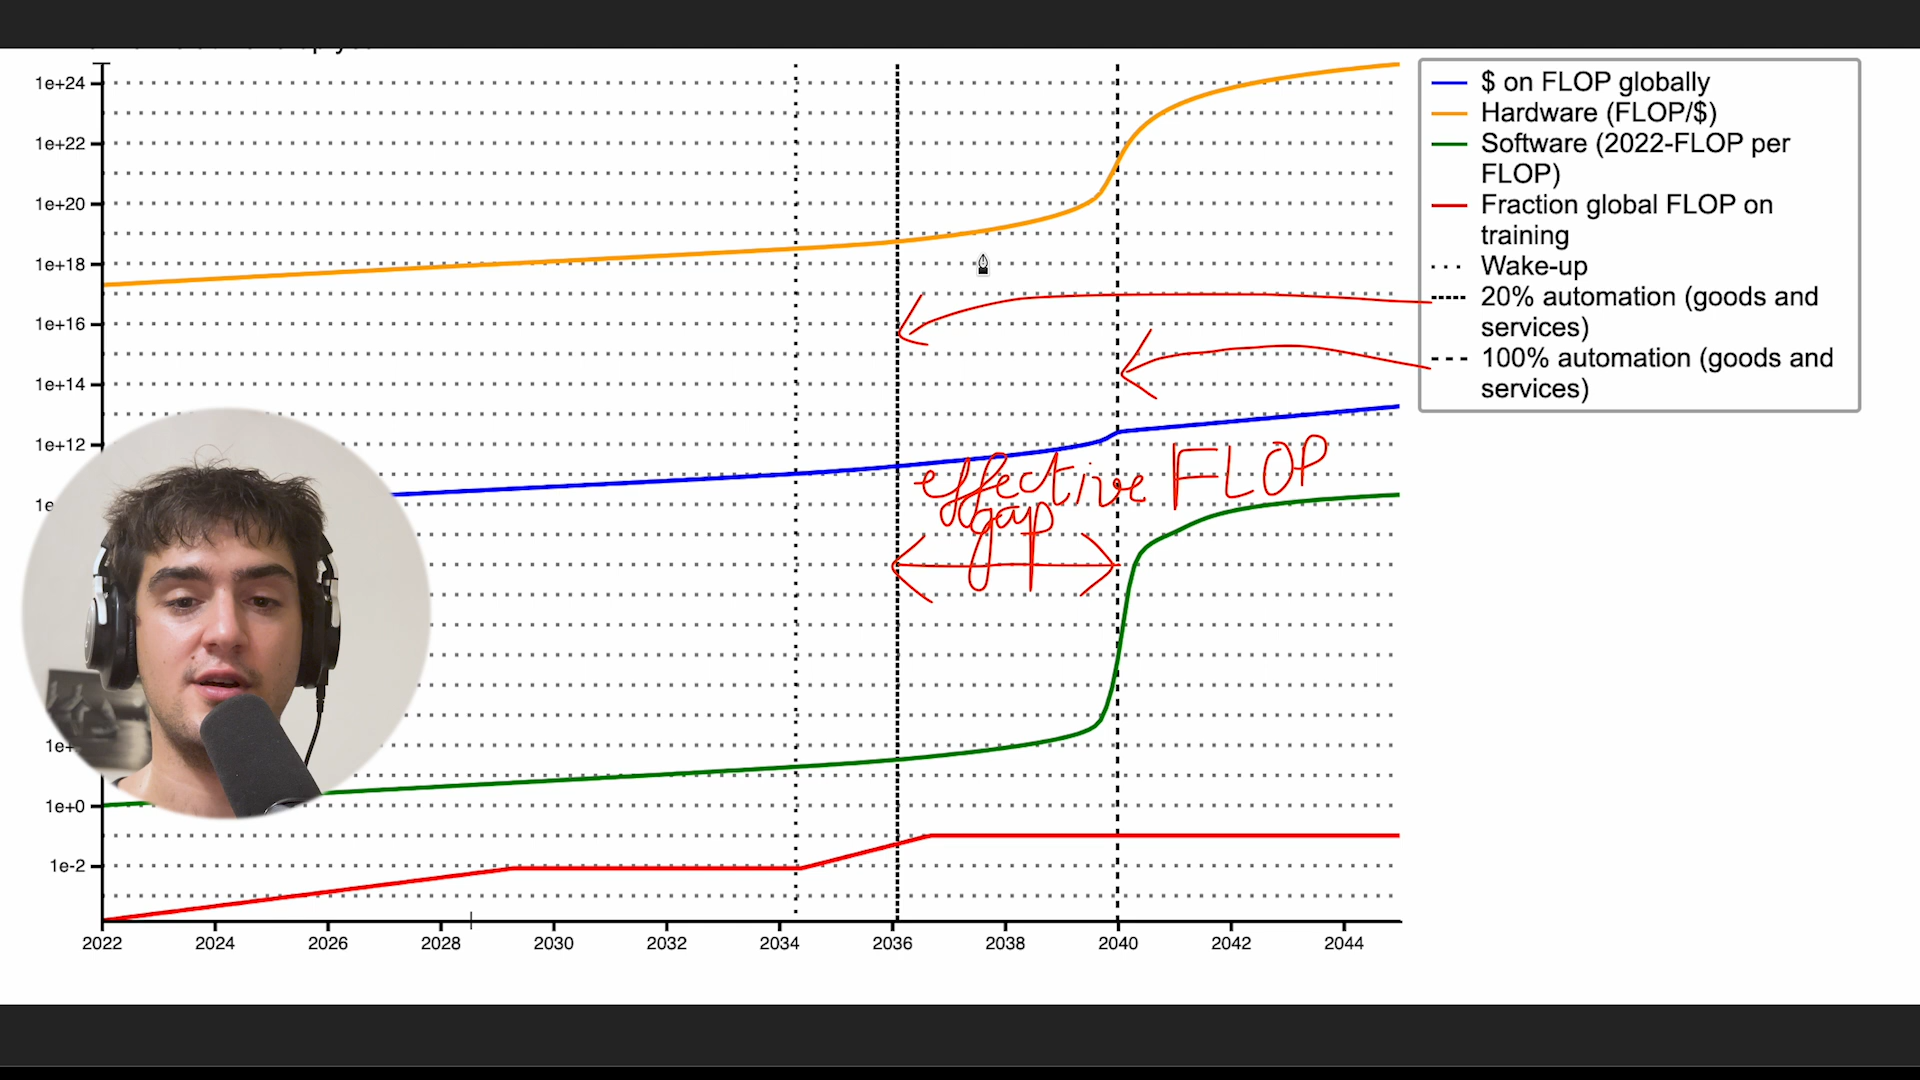 1e+24
1e+22
1e+20
1e+18
1e+16
1e+14
1e+12
1e+0
1e-2
2022 2024 2026 2028 2030 2032 2034 2036 2038 2040 2042 2044
$ on FLOP globally
Hardware (FLOP/$)
Software (2022-FLOP per
FLOP)
Fraction global FLOP on
training
Wake-up
20% automation (goods and
services)
100% automation (goods and
services)
effective FLOP
gap